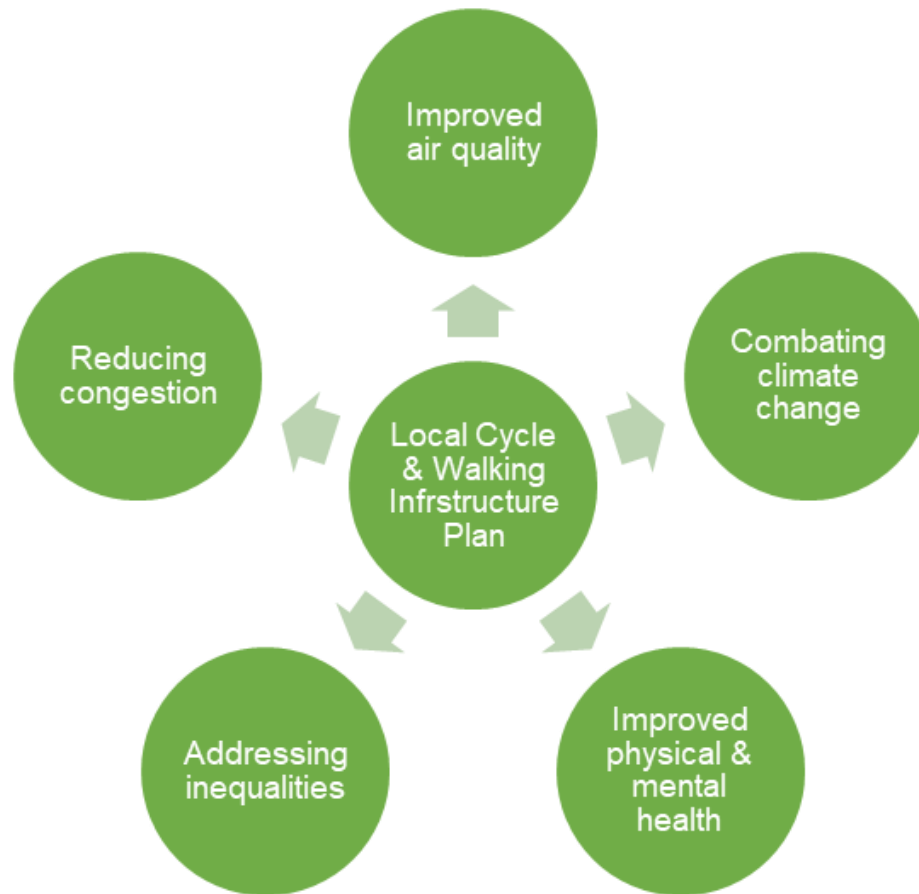 Improved
air quality
Reducing
congestion
Combating
climate
change
Local Cycle
& Walking
Infrstructure
Plan
Addressing
inequalities
Improved
physical &
mental
health